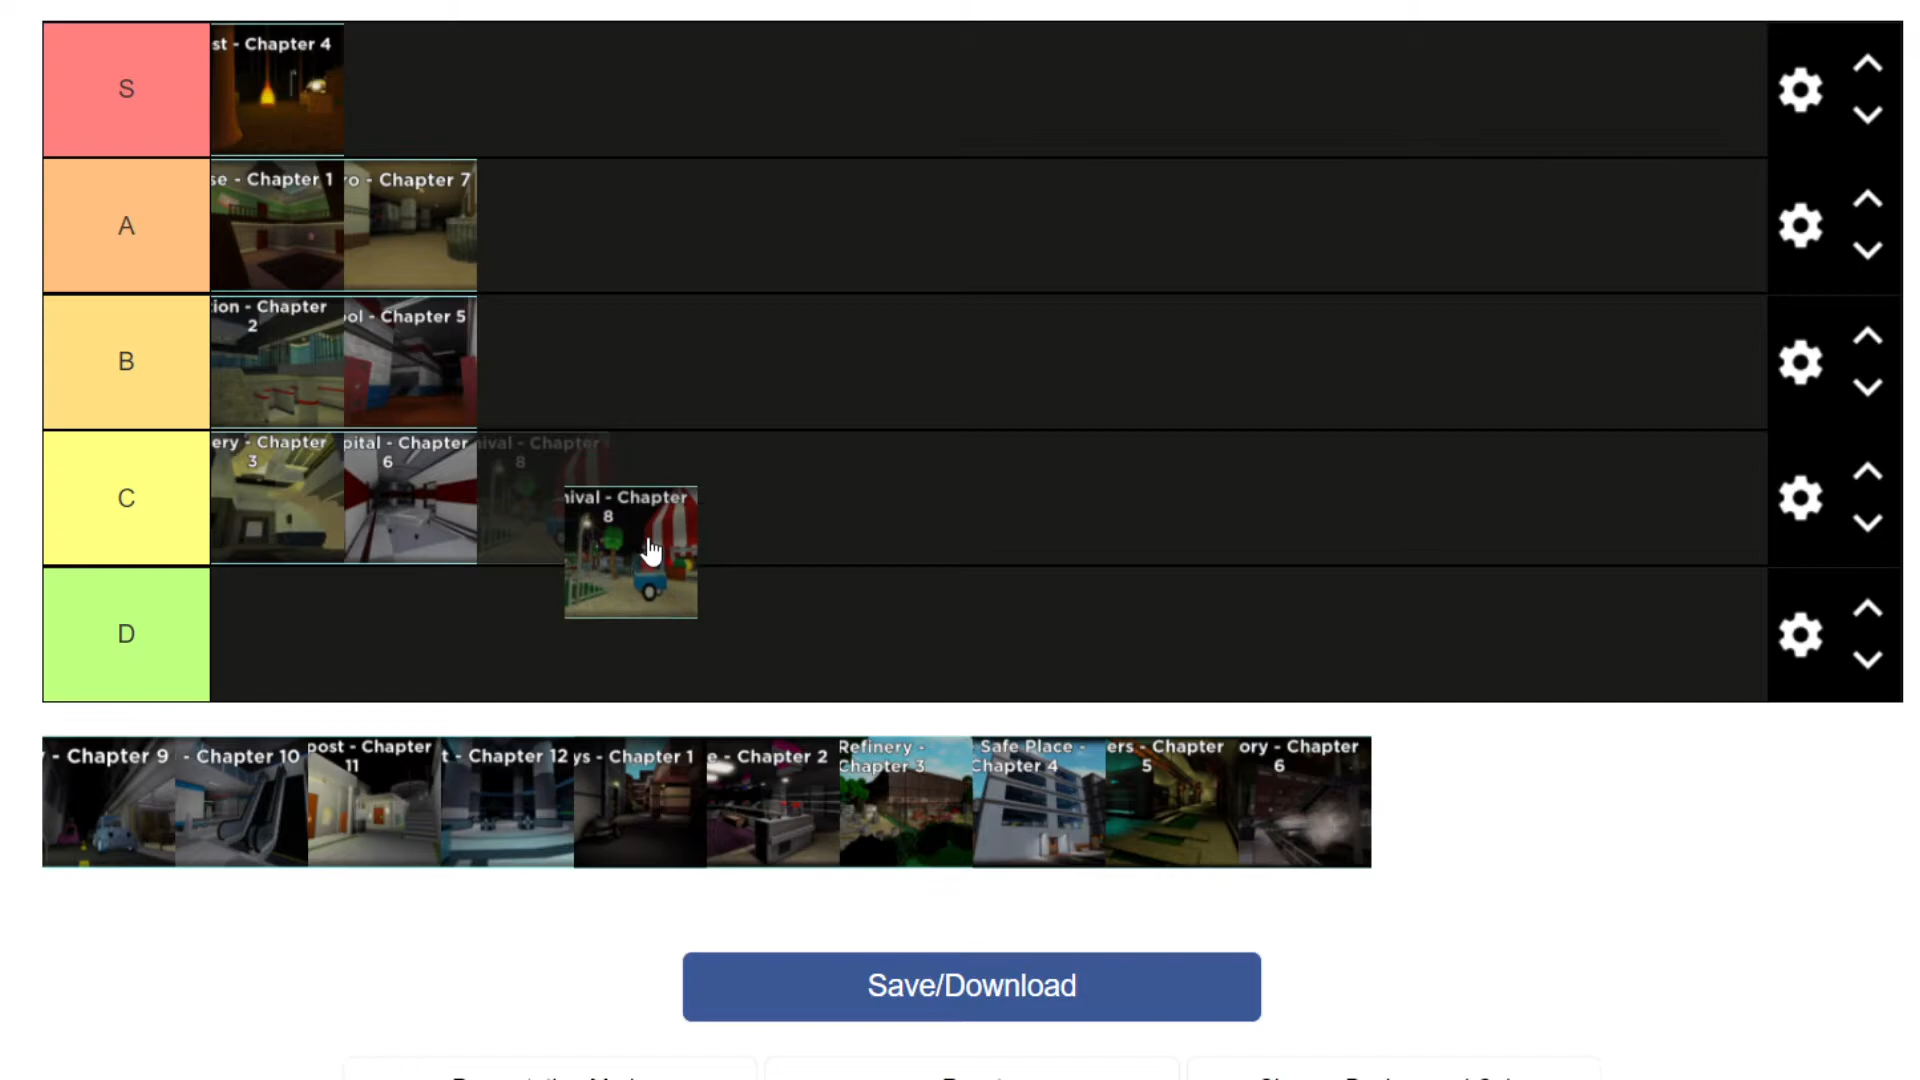 S
st - Chapter 4
A
se - Chapter 1
ro - Chapter 7
B
ion - Chapter
2
ol - Chapter 5
C
ery - Chapter
3
pital - Chapter
6
ival - Chapter
8
nival - Chapter
8
D
- Chapter 9
- Chapter 10
post - Chapter
11
t - Chapter 12
ys - Chapter 1
e - Chapter 2
Refinery -
Chapter 3
Safe Place -
Chapter 4
ers - Chapter
5
ory - Chapter
6
Save/Download